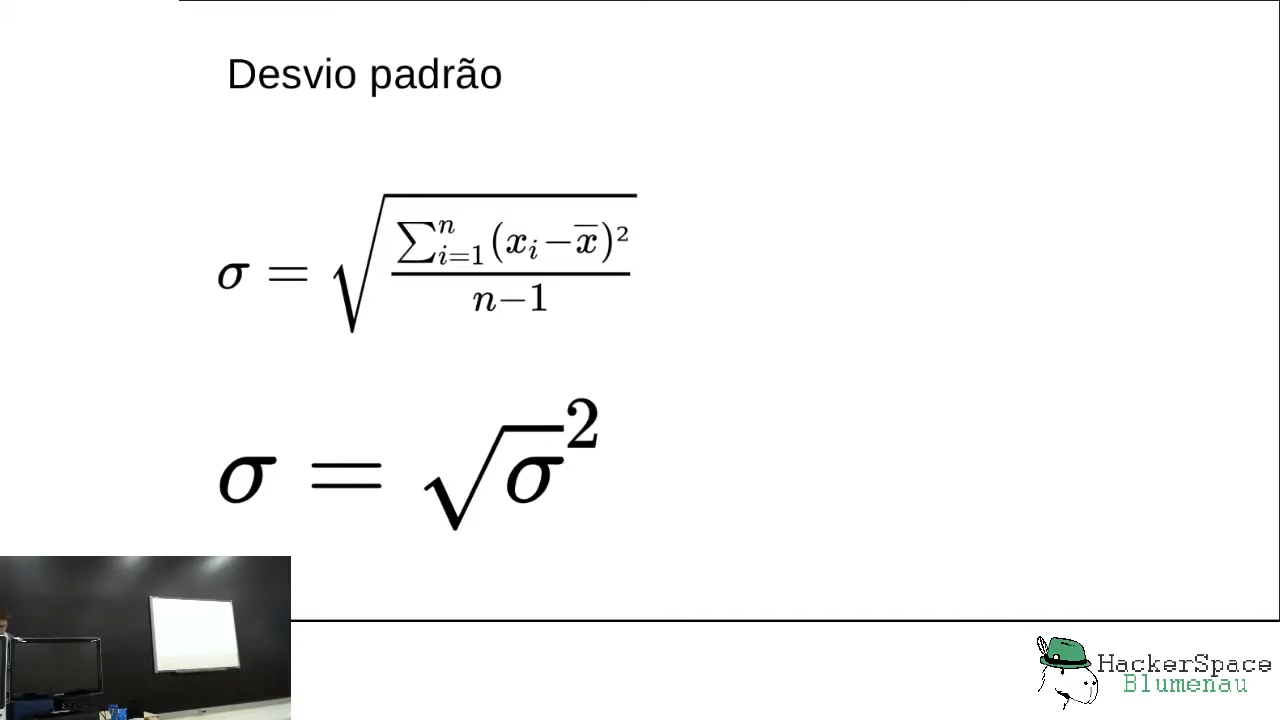 Desvio padrão
σ = √(∑ⁿᵢ₌₁ (xᵢ − x̅)² / n−1)
σ = √σ²
HackerSpace
Blumenau